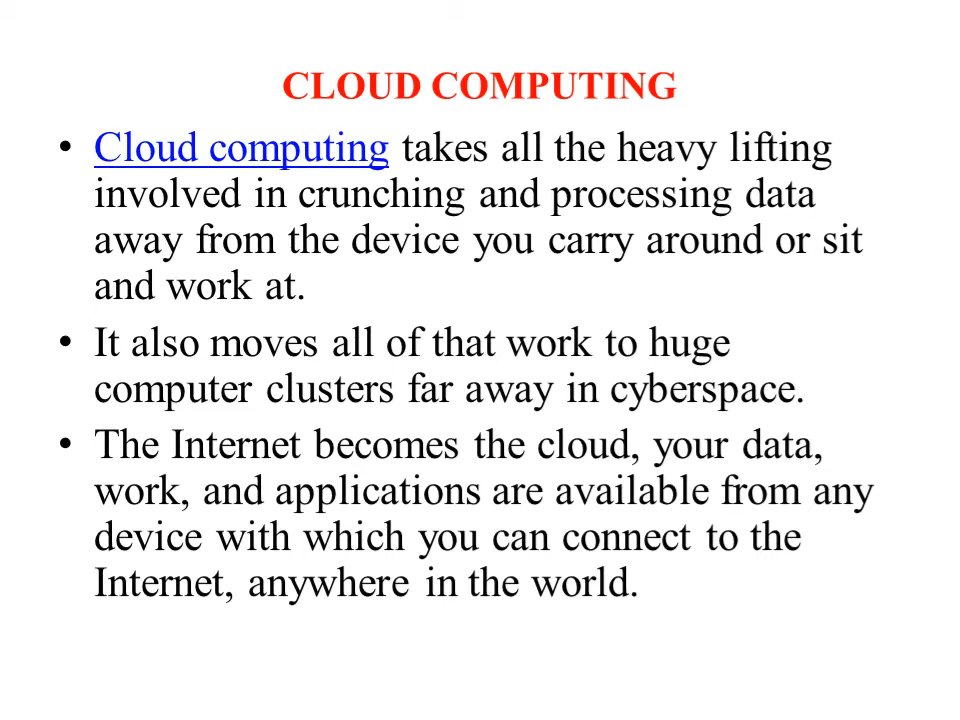 CLOUD COMPUTING
• Cloud computing takes all the heavy lifting
involved in crunching and processing data
away from the device you carry around or sit
and work at.
• It also moves all of that work to huge
computer clusters far away in cyberspace.
• The Internet becomes the cloud, your data,
work, and applications are available from any
device with which you can connect to the
Internet, anywhere in the world.